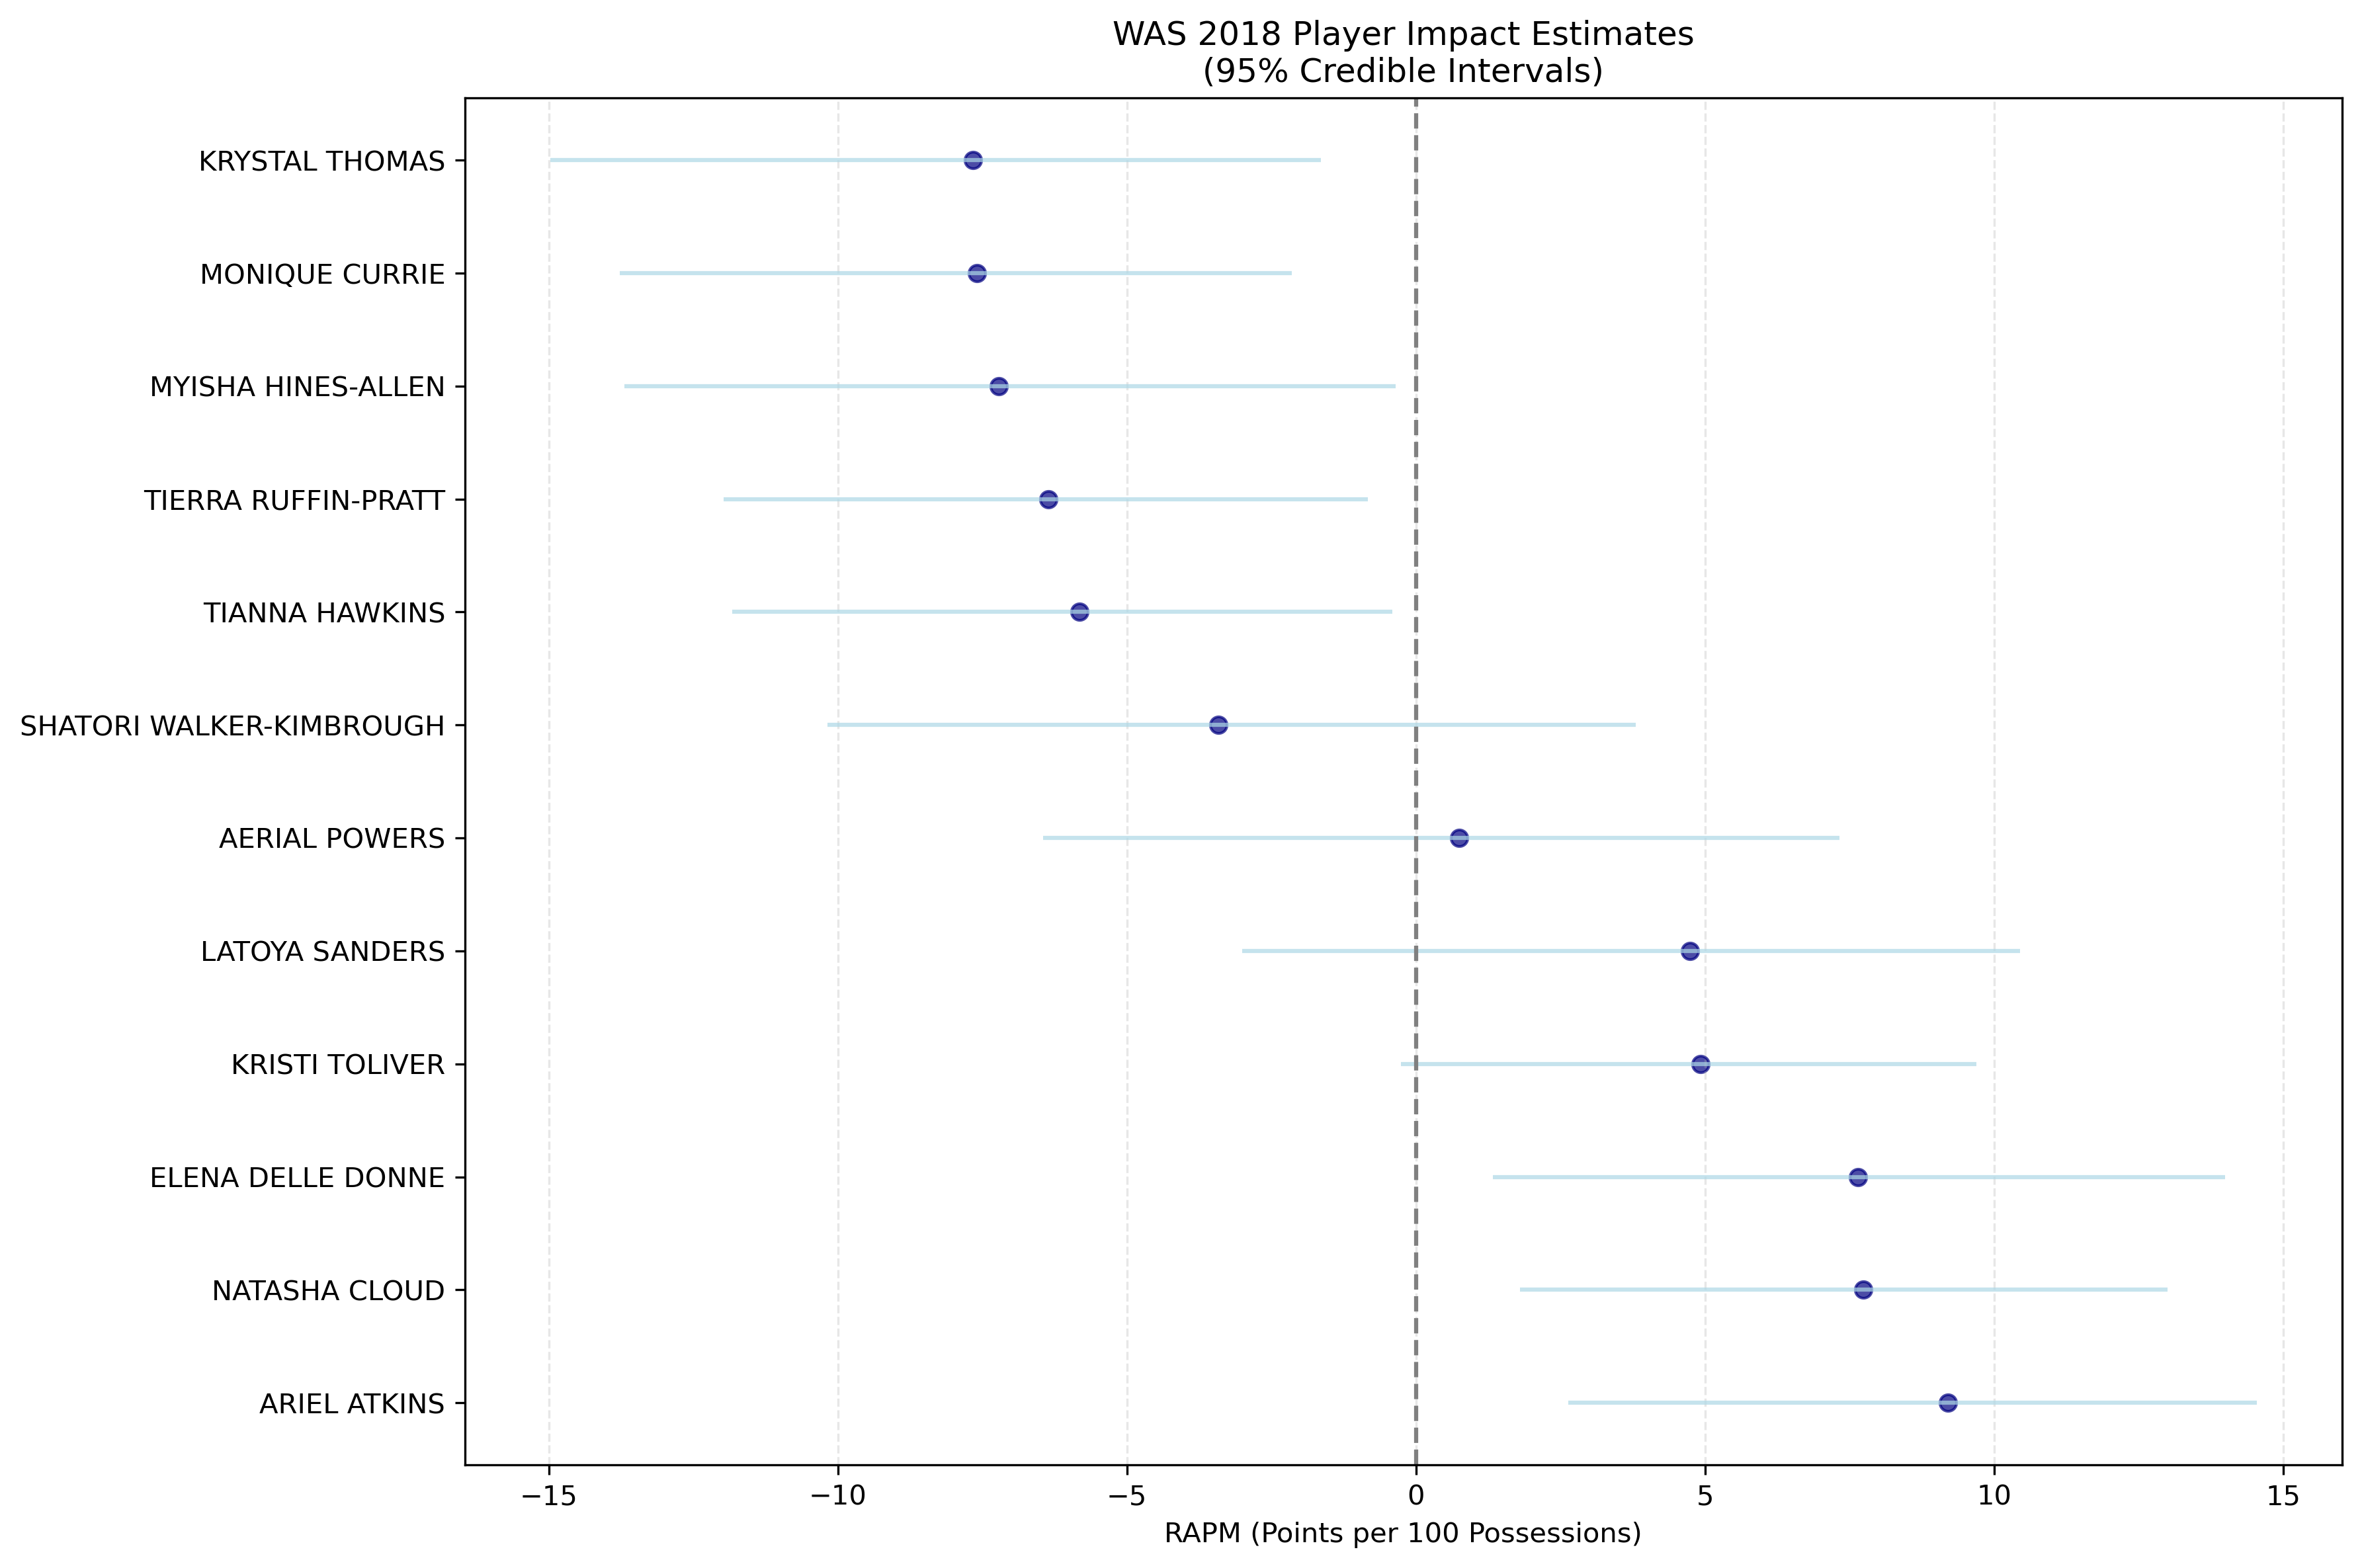 WAS 2018 Player Impact Estimates
(95% Credible Intervals)
KRYSTAL THOMAS
MONIQUE CURRIE
MYISHA HINES-ALLEN
TIERRA RUFFIN-PRATT
TIANNA HAWKINS
SHATORI WALKER-KIMBROUGH
AERIAL POWERS
LATOYA SANDERS
KRISTI TOLIVER
ELENA DELLE DONNE
NATASHA CLOUD
ARIEL ATKINS
−15 −10 −5 0 5 10 15
RAPM (Points per 100 Possessions)